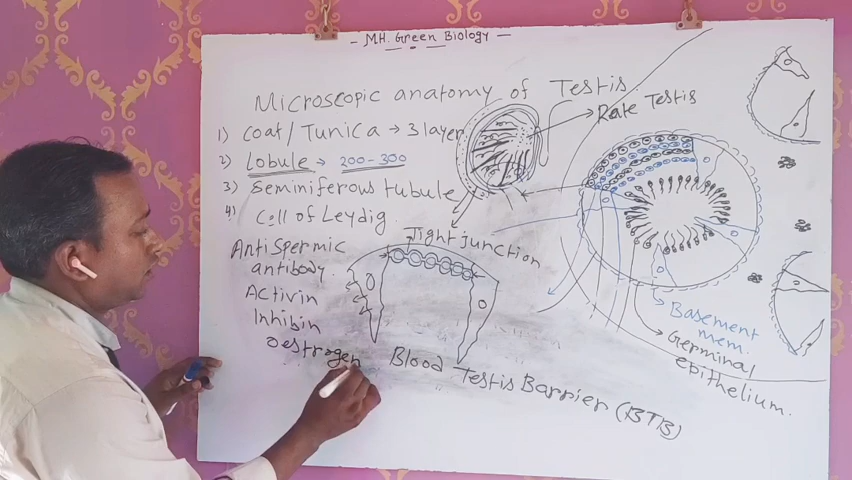 - MH. Green Biology -
Microscopic anatomy of Testis
Rate Testis
1) Coat/Tunica → 3 layer
2) Lobule → 200-300
3) Seminiferous tubule
4) Cell of Leydig.
Antispermic
antibody.
Activin
Inhibin
oestrogen
Tight junction
Blood Testis Barrier (BTB)
Basement
mem.
Germinal
epithelium.